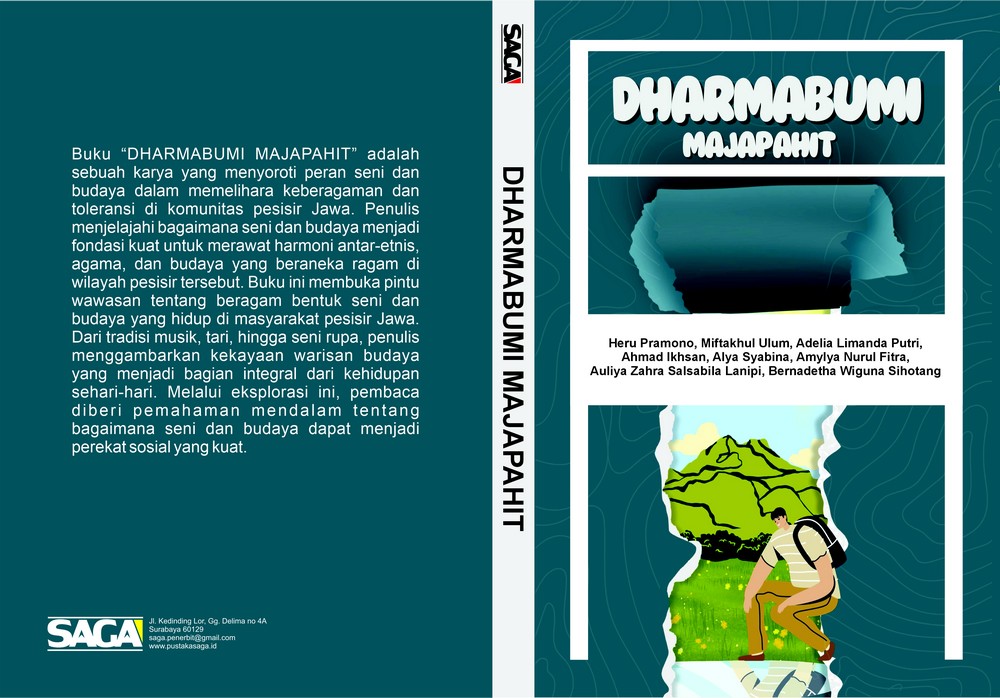 Buku “DHARMABUMI MAJAPAHIT” adalah
sebuah karya yang menyoroti peran seni dan
budaya dalam memelihara keberagaman dan
toleransi di komunitas pesisir Jawa. Penulis
menjelajahi bagaimana seni dan budaya menjadi
fondasi kuat untuk merawat harmoni antar-etnis,
agama, dan budaya yang beraneka ragam di
wilayah pesisir tersebut. Buku ini membuka pintu
wawasan tentang beragam bentuk seni dan
budaya yang hidup di masyarakat pesisir Jawa.
Dari tradisi musik, tari, hingga seni rupa, penulis
menggambarkan kekayaan warisan budaya
yang menjadi bagian integral dari kehidupan
sehari-hari. Melalui eksplorasi ini, pembaca
diberi pemahaman mendalam tentang
bagaimana seni dan budaya dapat menjadi
perekat sosial yang kuat.
SAGA
Jl. Kedinding Lor, Gg. Delima no 4A
Surabaya 60129
saga.penerbit@gmail.com
www.pustakasaga.id
SAGA
DHARMABUMI MAJAPAHIT
DHARMABUMI
MAJAPAHIT
Heru Pramono, Miftakhul Ulum, Adelia Limanda Putri,
Ahmad Ikhsan, Alya Syabina, Amylya Nurul Fitra,
Auliya Zahra Salsabila Lanipi, Bernadetha Wiguna Sihotang